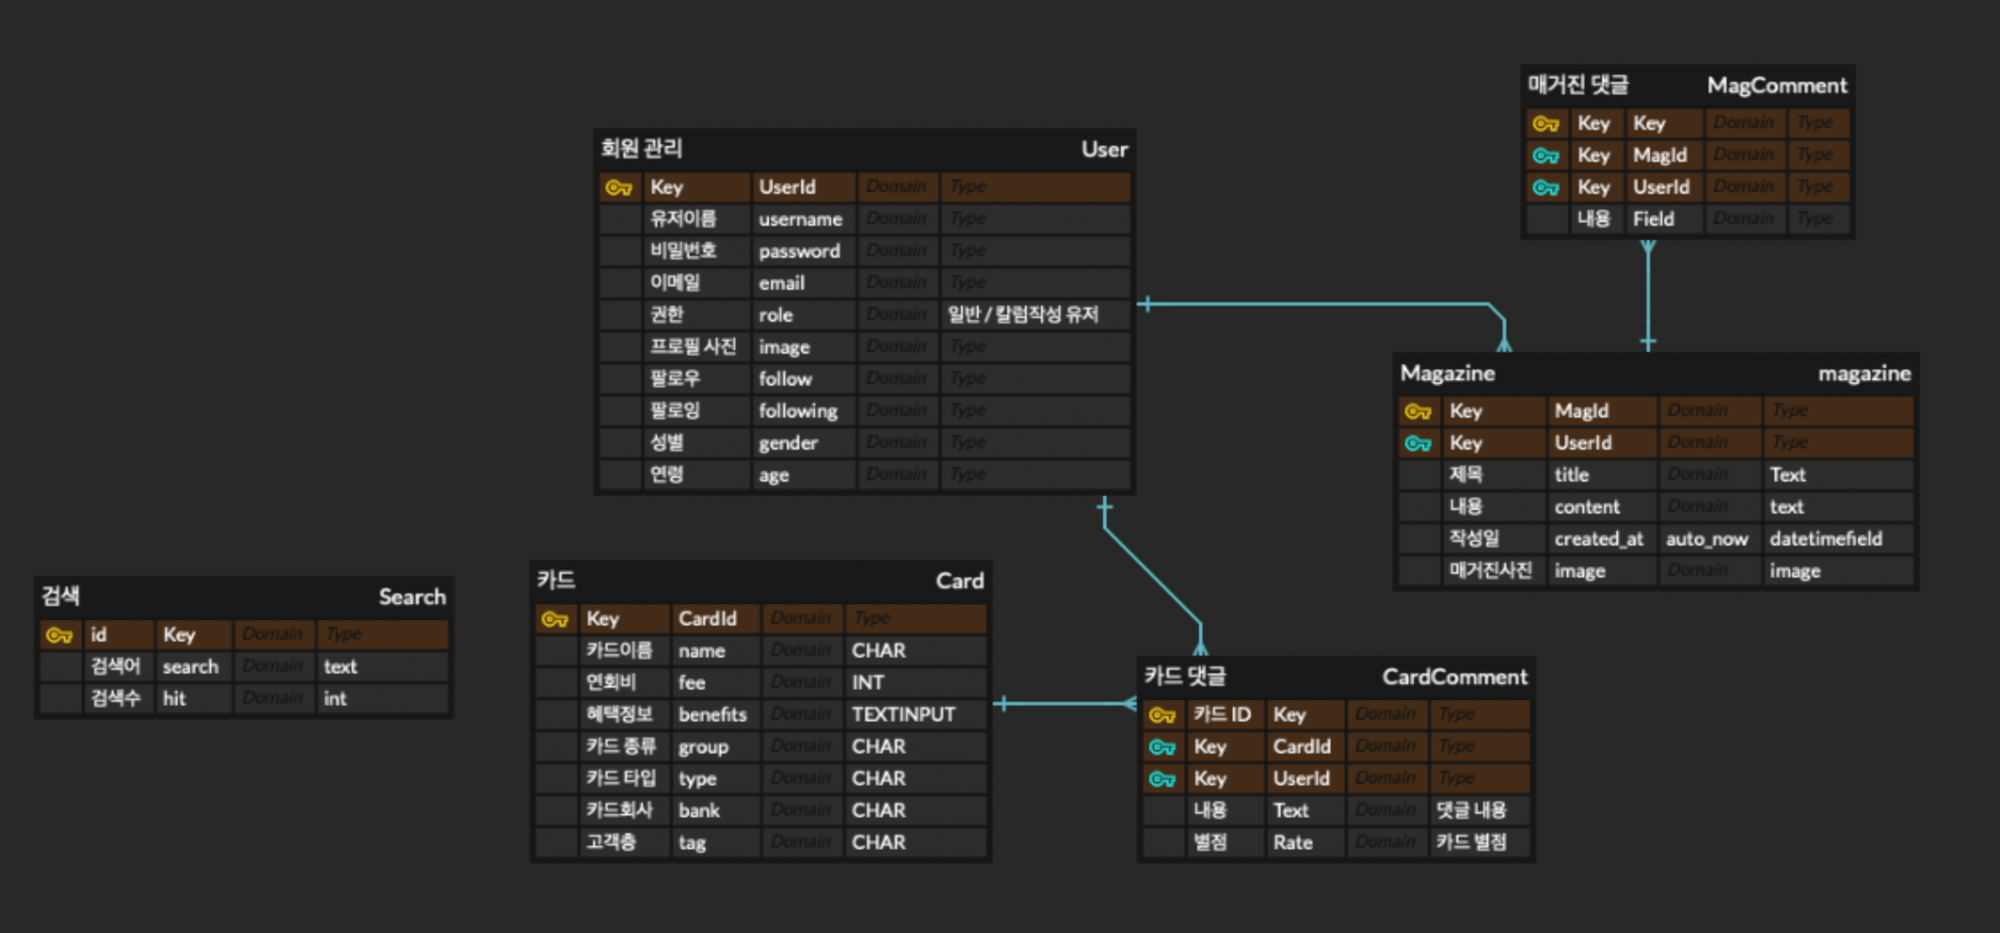 매거진 댓글 MagComment
Key Key Domain Type
Key MagId Domain Type
Key UserId Domain Type
내용 Field Domain Type
회원 관리 User
Key UserId Domain Type
유저이름 username Domain Type
비밀번호 password Domain Type
이메일 email Domain Type
권한 role Domain 일반 / 칼럼작성 유저
프로필 사진 image Domain Type
팔로우 follow Domain Type
팔로잉 following Domain Type
성별 gender Domain Type
연령 age Domain Type
Magazine magazine
Key MagId Domain Type
Key UserId Domain Type
제목 title Domain Text
내용 content Domain text
작성일 created_at auto_now datetimefield
매거진사진 image Domain image
검색 Search
id Key Domain Type
검색어 search Domain text
검색수 hit Domain int
카드 Card
Key CardId Domain Type
카드이름 name Domain CHAR
연회비 fee Domain INT
혜택정보 benefits Domain TEXTINPUT
카드 종류 group Domain CHAR
카드 타입 type Domain CHAR
카드회사 bank Domain CHAR
고객층 tag Domain CHAR
카드 댓글 CardComment
카드 ID Key Domain Type
Key CardId Domain Type
Key UserId Domain Type
내용 Text Domain 댓글 내용
별점 Rate Domain 카드 별점